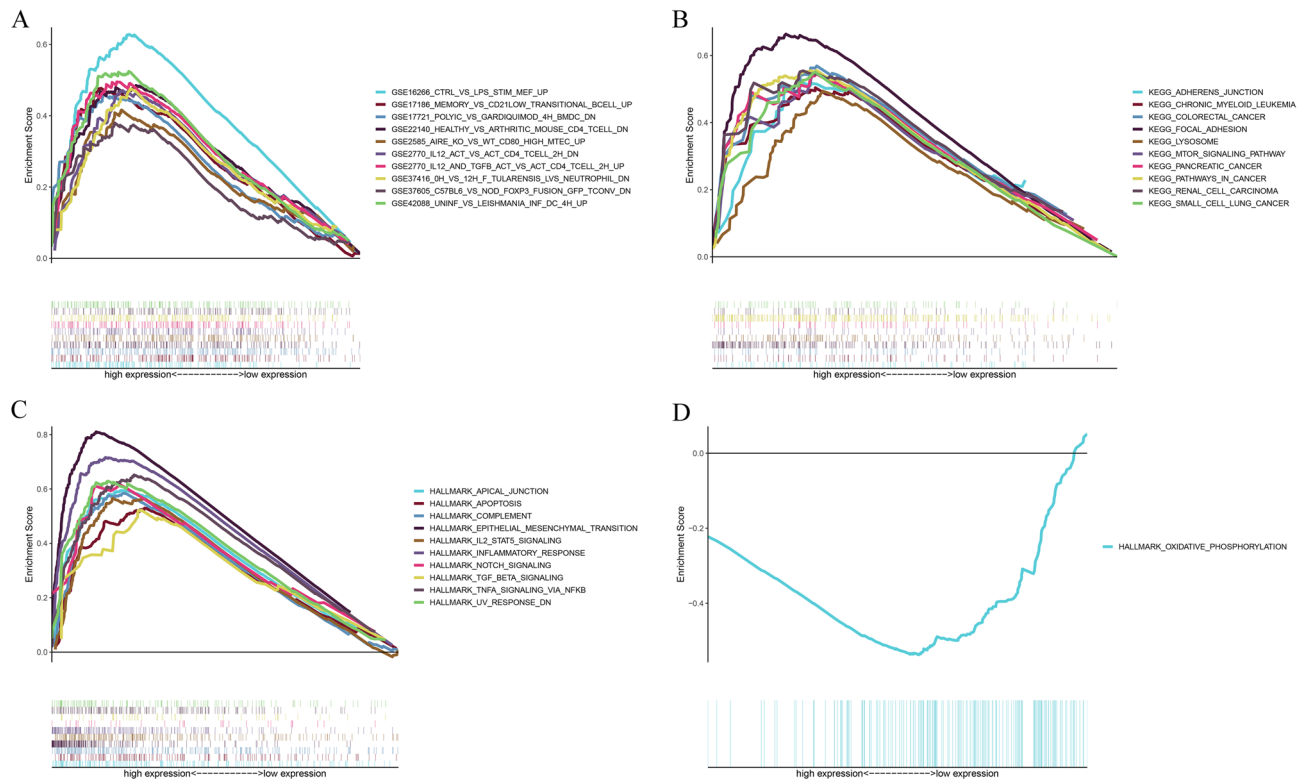 A
0.6
0.4
0.2
0.0
Enrichment Score
GSE16266_CTRL_VS_LPS_STIM_MEF_UP
GSE17186_MEMORY_VS_CD21LOW_TRANSITIONAL_BCELL_UP
GSE17721_POLYIC_VS_GARDIQUIMOD_4H_BMDC_DN
GSE22140_HEALTHY_VS_ARTHRITIC_MOUSE_CD4_TCELL_DN
GSE2585_AIRE_KO_VS_WT_CD80_HIGH_MTEC_UP
GSE2770_IL12_ACT_VS_ACT_CD4_TCELL_2H_DN
GSE2770_IL12_AND_TGFB_ACT_VS_ACT_CD4_TCELL_2H_UP
GSE37416_0H_VS_12H_F_TULARENSIS_LVS_NEUTROPHIL_DN
GSE37605_C57BL6_VS_NOD_FOXP3_FUSION_GFP_TCONV_DN
GSE42088_UNINF_VS_LEISHMANIA_INF_DC_4H_UP
high expression<------------>low expression
B
0.6
0.4
0.2
0.0
Enrichment Score
KEGG_ADHERENS_JUNCTION
KEGG_CHRONIC_MYELOID_LEUKEMIA
KEGG_COLORECTAL_CANCER
KEGG_FOCAL_ADHESION
KEGG_LYSOSOME
KEGG_MTOR_SIGNALING_PATHWAY
KEGG_PANCREATIC_CANCER
KEGG_PATHWAYS_IN_CANCER
KEGG_RENAL_CELL_CARCINOMA
KEGG_SMALL_CELL_LUNG_CANCER
high expression<------------>low expression
C
0.8
0.6
0.4
0.2
0.0
Enrichment Score
HALLMARK_APICAL_JUNCTION
HALLMARK_APOPTOSIS
HALLMARK_COMPLEMENT
HALLMARK_EPITHELIAL_MESENCHYMAL_TRANSITION
HALLMARK_IL2_STAT5_SIGNALING
HALLMARK_INFLAMMATORY_RESPONSE
HALLMARK_NOTCH_SIGNALING
HALLMARK_TGF_BETA_SIGNALING
HALLMARK_TNFA_SIGNALING_VIA_NFKB
HALLMARK_UV_RESPONSE_DN
high expression<------------>low expression
D
0.0
−0.2
−0.4
Enrichment Score
HALLMARK_OXIDATIVE_PHOSPHORYLATION
high expression<------------>low expression